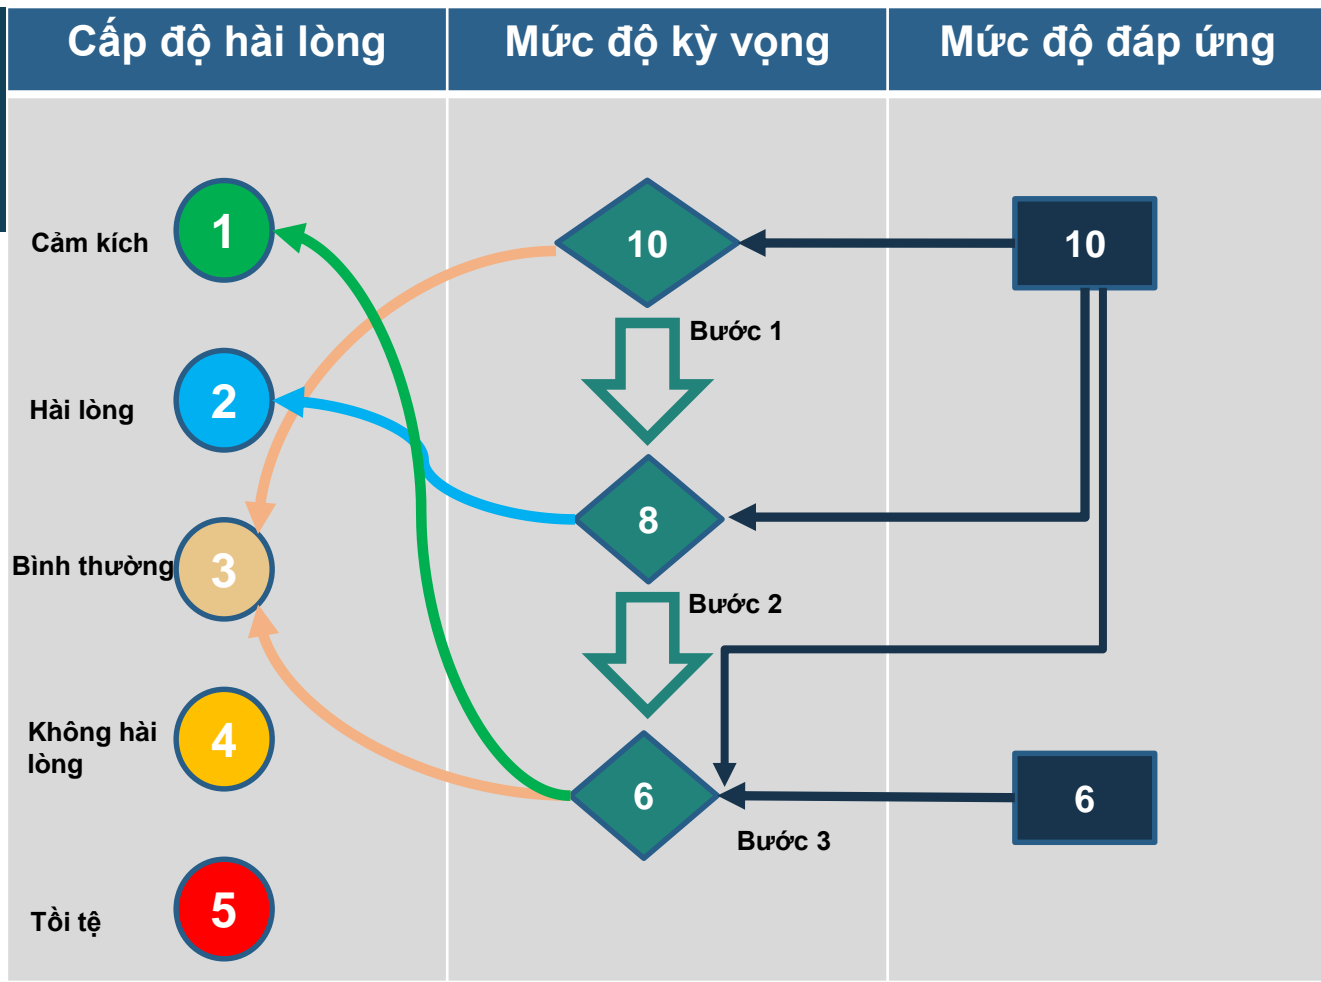 Cấp độ hài lòng
Mức độ kỳ vọng
Mức độ đáp ứng
Cảm kích
1
10
10
Bước 1
Hài lòng
2
8
Bình thường
3
Bước 2
Không hài
lòng
4
6
6
Bước 3
Tồi tệ
5